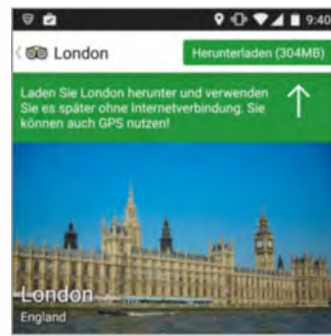 9:40
London
Herunterladen (304MB)
Laden Sie London herunter und verwenden
Sie es später ohne Internetverbindung. Sie
können auch GPS nutzen!
London
England